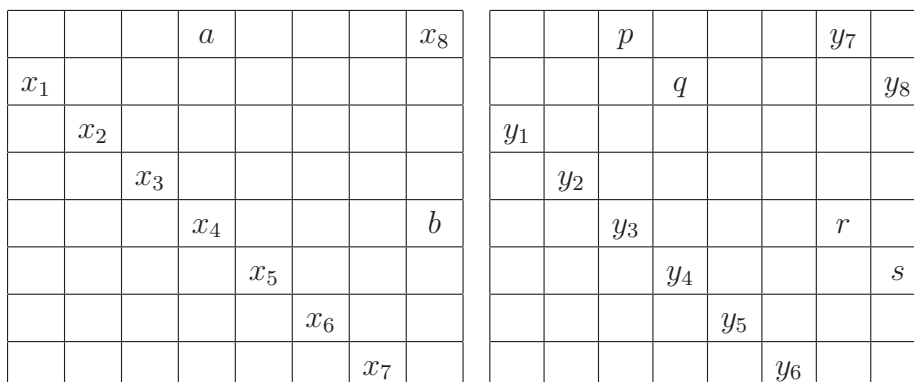 a x₈ p y₇
x₁ q y₈
x₂ y₁
x₃ y₂
x₄ b y₃ r
x₅ y₄ s
x₆ y₅
x₇ y₆